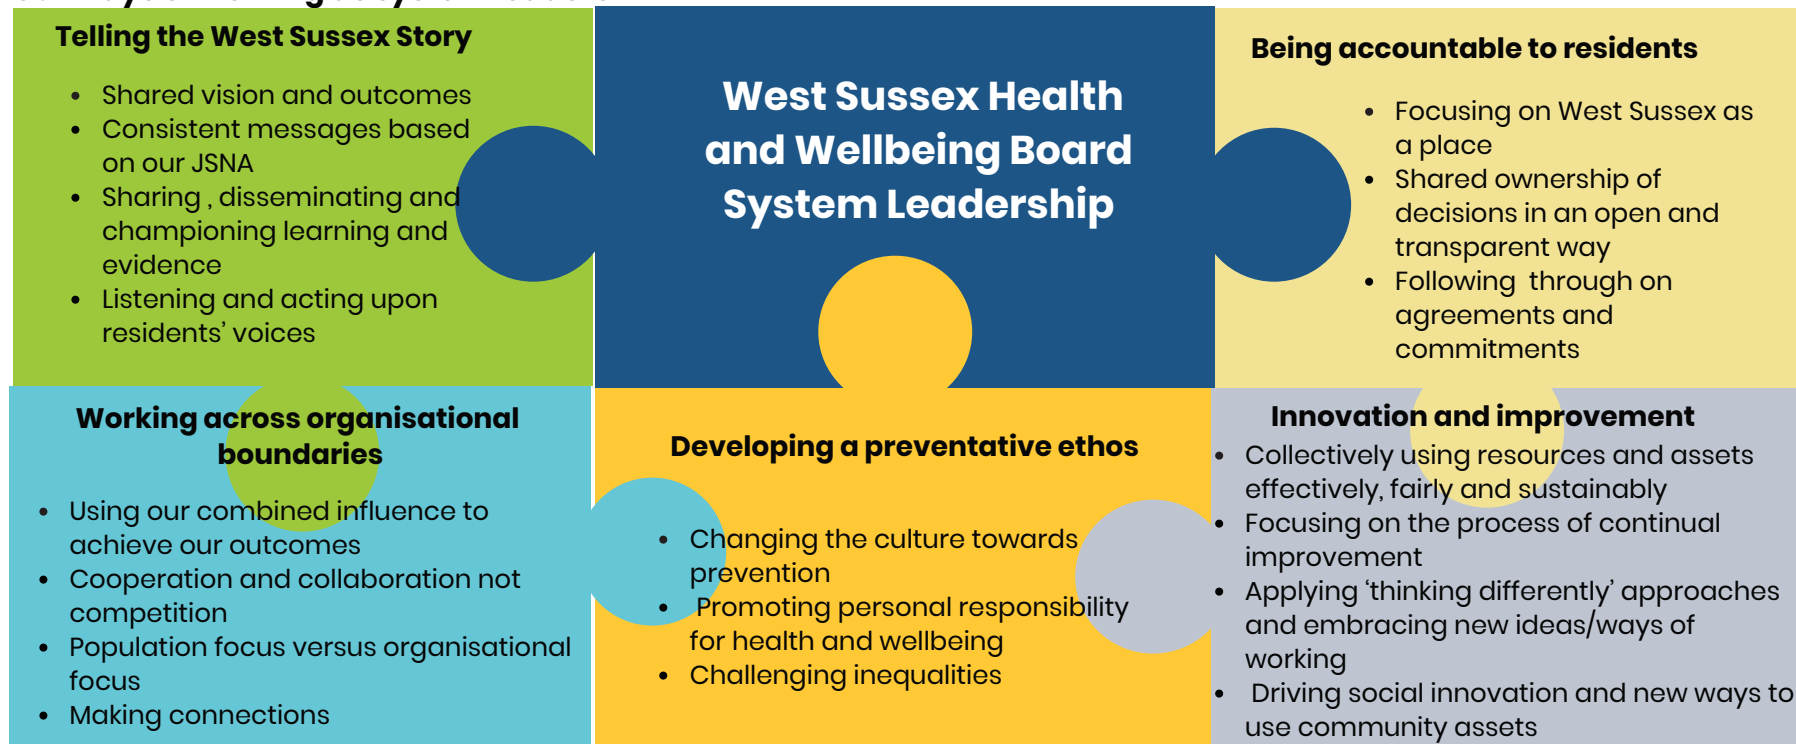 Telling the West Sussex Story
• Shared vision and outcomes
• Consistent messages based
on our JSNA
• Sharing , disseminating and
championing learning and
evidence
• Listening and acting upon
residents’ voices
West Sussex Health
and Wellbeing Board
System Leadership
Being accountable to residents
• Focusing on West Sussex as
a place
• Shared ownership of
decisions in an open and
transparent way
• Following through on
agreements and
commitments
Working across organisational
boundaries
• Using our combined influence to
achieve our outcomes
• Cooperation and collaboration not
competition
• Population focus versus organisational
focus
• Making connections
Developing a preventative ethos
• Changing the culture towards
prevention
• Promoting personal responsibility
for health and wellbeing
• Challenging inequalities
Innovation and improvement
• Collectively using resources and assets
effectively, fairly and sustainably
• Focusing on the process of continual
improvement
• Applying ‘thinking differently’ approaches
and embracing new ideas/ways of
working
• Driving social innovation and new ways to
use community assets